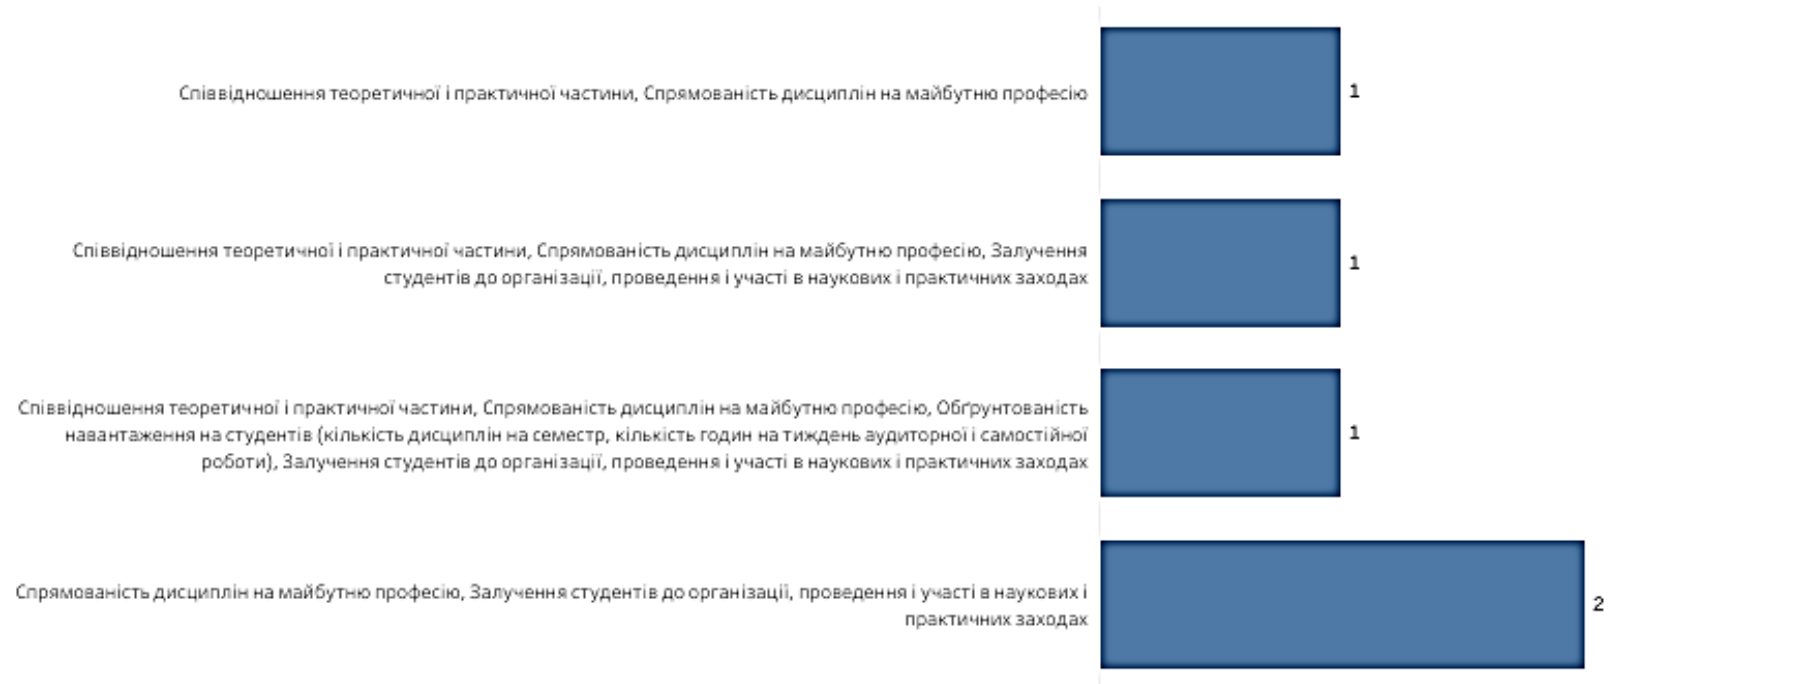 Співвідношення теоретичної і практичної частини, Спрямованість дисциплін на майбутню професію
1
Співвідношення теоретичної і практичної частини, Спрямованість дисциплін на майбутню професію, Залучення
студентів до організації, проведення і участі в наукових і практичних заходах
1
Співвідношення теоретичної і практичної частини, Спрямованість дисциплін на майбутню професію, Обґрунтованість
навантаження на студентів (кількість дисциплін на семестр, кількість годин на тиждень аудиторної і самостійної
роботи), Залучення студентів до організації, проведення і участі в наукових і практичних заходах
1
Спрямованість дисциплін на майбутню професію, Залучення студентів до організації, проведення і участі в наукових і
практичних заходах
2